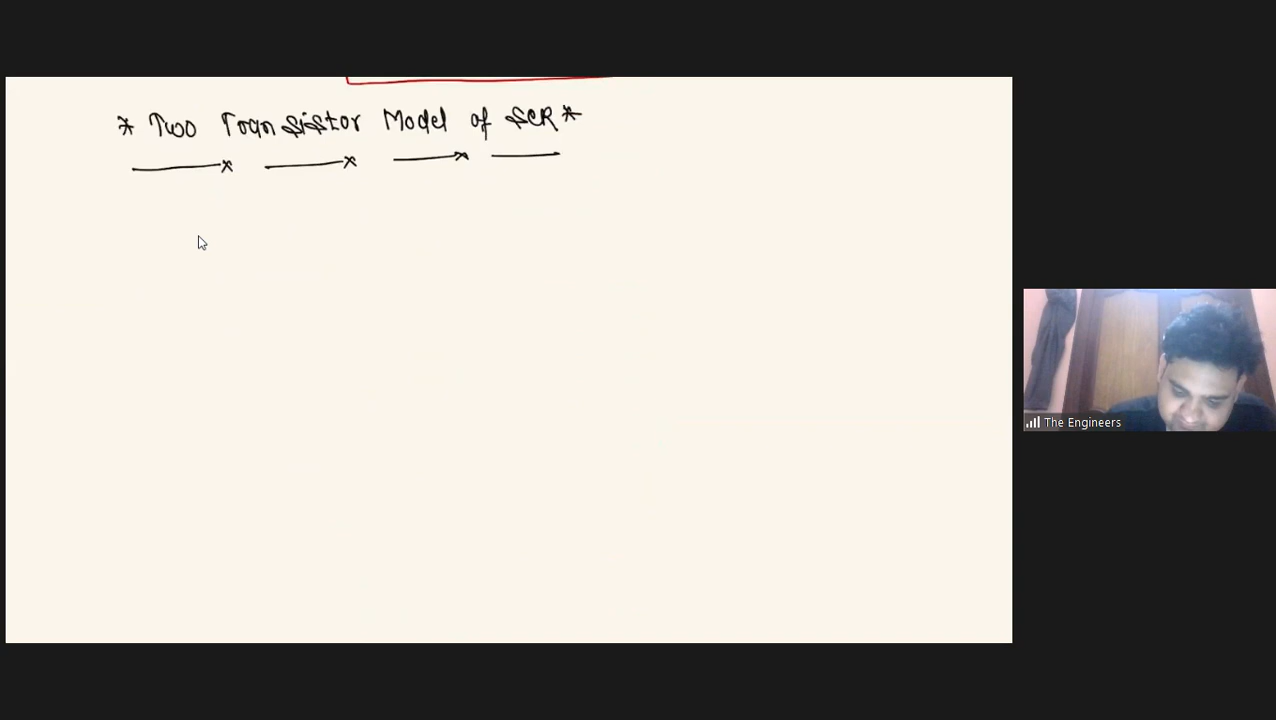 * Two Transistor Model of SCR *
The Engineers